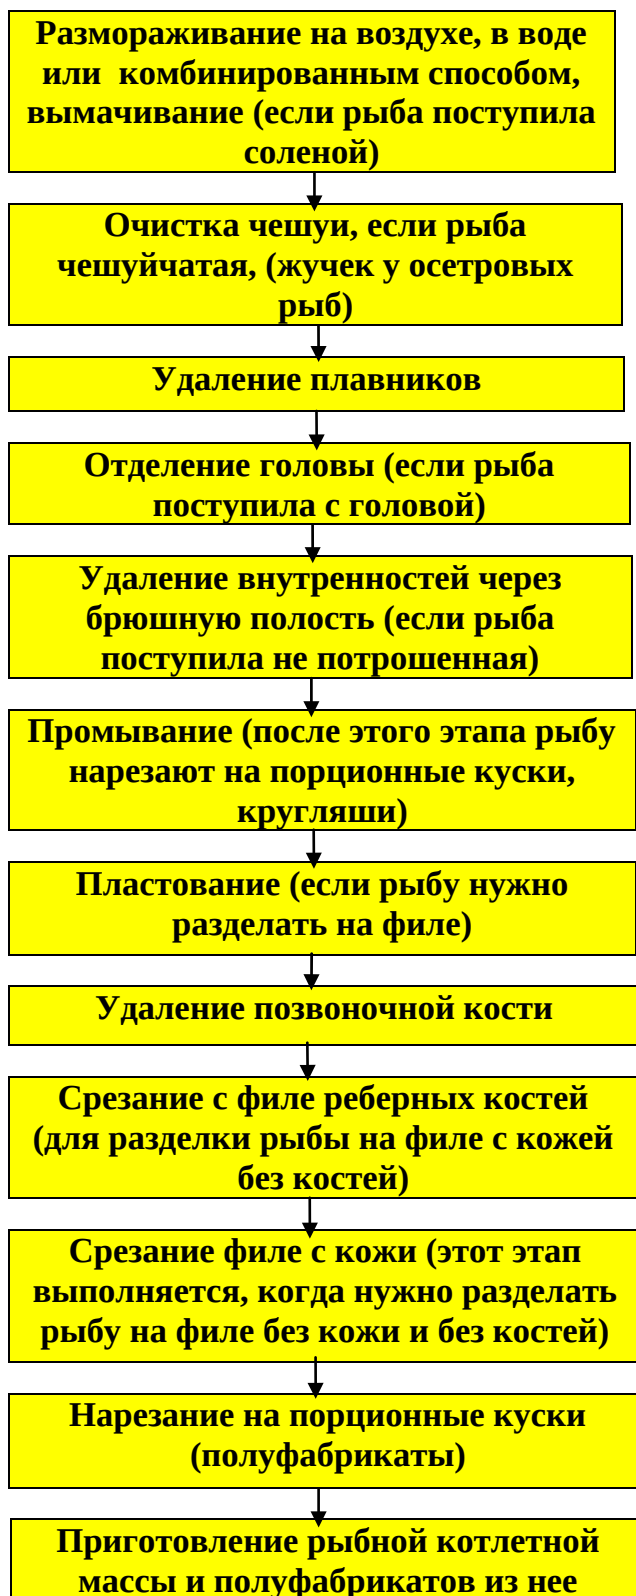 Размораживание на воздухе, в воде
или комбинированным способом,
вымачивание (если рыба поступила
соленой)
Очистка чешуи, если рыба
чешуйчатая, (жучек у осетровых
рыб)
Удаление плавников
Отделение головы (если рыба
поступила с головой)
Удаление внутренностей через
брюшную полость (если рыба
поступила не потрошенная)
Промывание (после этого этапа рыбу
нарезают на порционные куски,
кругляши)
Пластование (если рыбу нужно
разделать на филе)
Удаление позвоночной кости
Срезание с филе реберных костей
(для разделки рыбы на филе с кожей
без костей)
Срезание филе с кожи (этот этап
выполняется, когда нужно разделать
рыбу на филе без кожи и без костей)
Нарезание на порционные куски
(полуфабрикаты)
Приготовление рыбной котлетной
массы и полуфабрикатов из нее